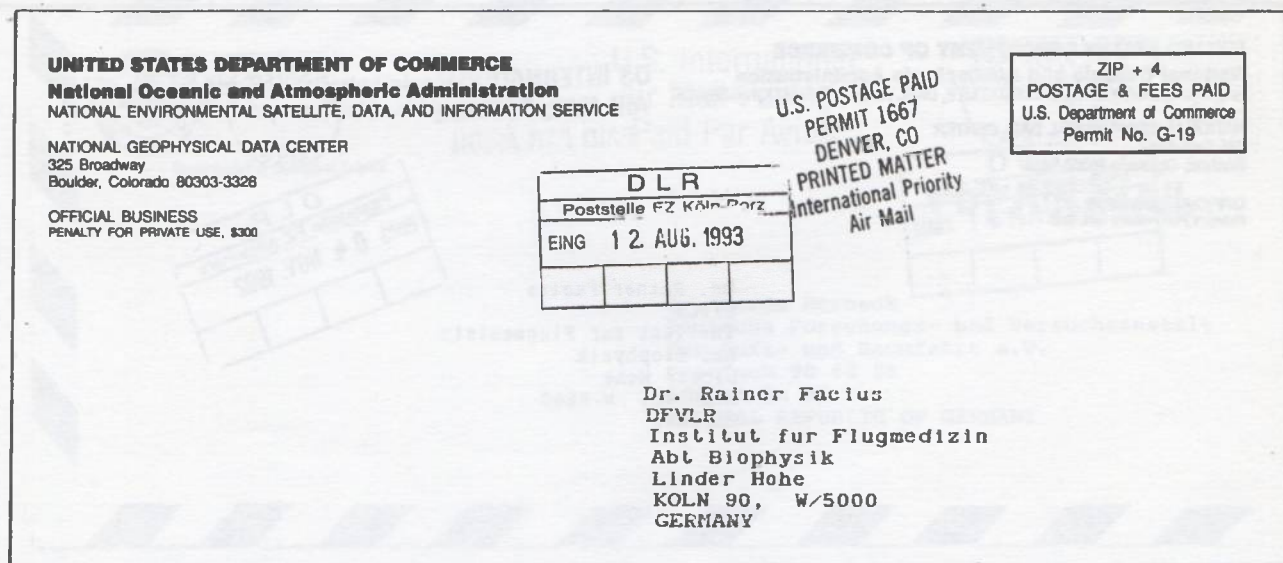 UNITED STATES DEPARTMENT OF COMMERCE
National Oceanic and Atmospheric Administration
NATIONAL ENVIRONMENTAL SATELLITE, DATA, AND INFORMATION SERVICE
NATIONAL GEOPHYSICAL DATA CENTER
325 Broadway
Boulder, Colorado 80303-3328
OFFICIAL BUSINESS
PENALTY FOR PRIVATE USE, $300
DLR
Poststelle FZ Köln-Porz
EING 12. AUG. 1993
U.S. POSTAGE PAID
PERMIT 1667
DENVER, CO
PRINTED MATTER
International Priority
Air Mail
ZIP + 4
POSTAGE & FEES PAID
U.S. Department of Commerce
Permit No. G-19
Dr. Rainer Facius
DFVLR
Institut fur Flugmedizin
Abt Biophysik
Linder Hohe
KOLN 90, W/5000
GERMANY